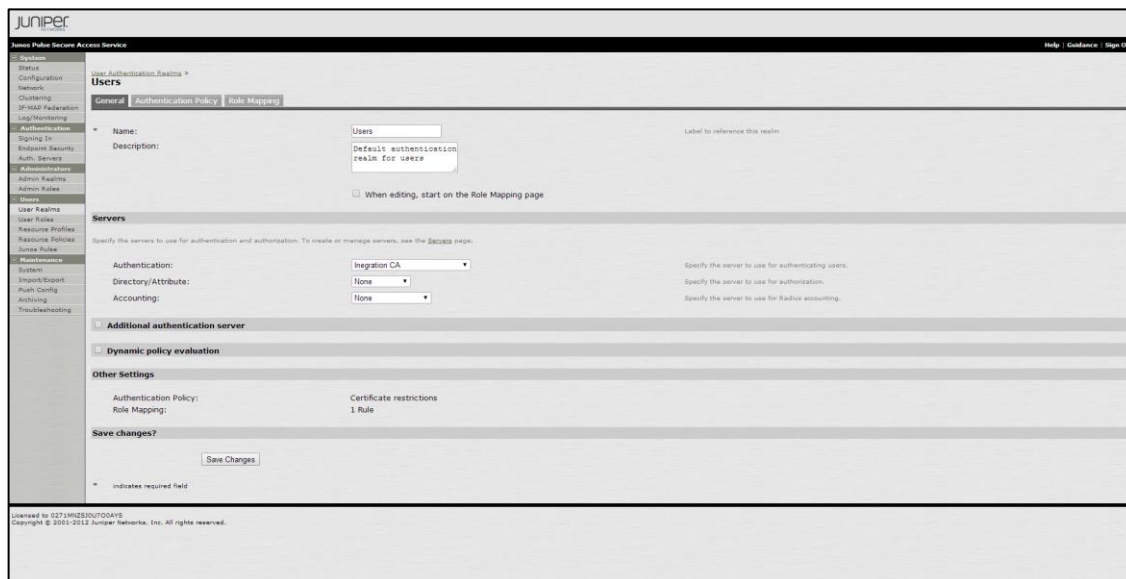 JUNIPER
NETWORKS
Junos Pulse Secure Access Service
Help | Guidance | Sign O
System
Status
Configuration
Network
Clustering
IF-MAP Federation
Log/Monitoring
Authentication
Signing In
Endpoint Security
Auth. Servers
Administrators
Admin Realms
Admin Roles
Users
User Realms
User Roles
Resource Profiles
Resource Policies
Junos Pulse
Maintenance
System
Import/Export
Push Config
Archiving
Troubleshooting
User Authentication Realms >
Users
General Authentication Policy Role Mapping
* Name: Users Label to reference this realm
Description: Default authentication
realm for users
When editing, start on the Role Mapping page
Servers
Specify the servers to use for authentication and authorization. To create or manage servers, see the Servers page.
Authentication: Inegration CA Specify the server to use for authenticating users.
Directory/Attribute: None Specify the server to use for authorization.
Accounting: None Specify the server to use for Radius accounting.
Additional authentication server
Dynamic policy evaluation
Other Settings
Authentication Policy: Certificate restrictions
Role Mapping: 1 Rule
Save changes?
Save Changes
* indicates required field
Licensed to 0271MNZSJ0U7O0AYS
Copyright © 2001-2012 Juniper Networks, Inc. All rights reserved.